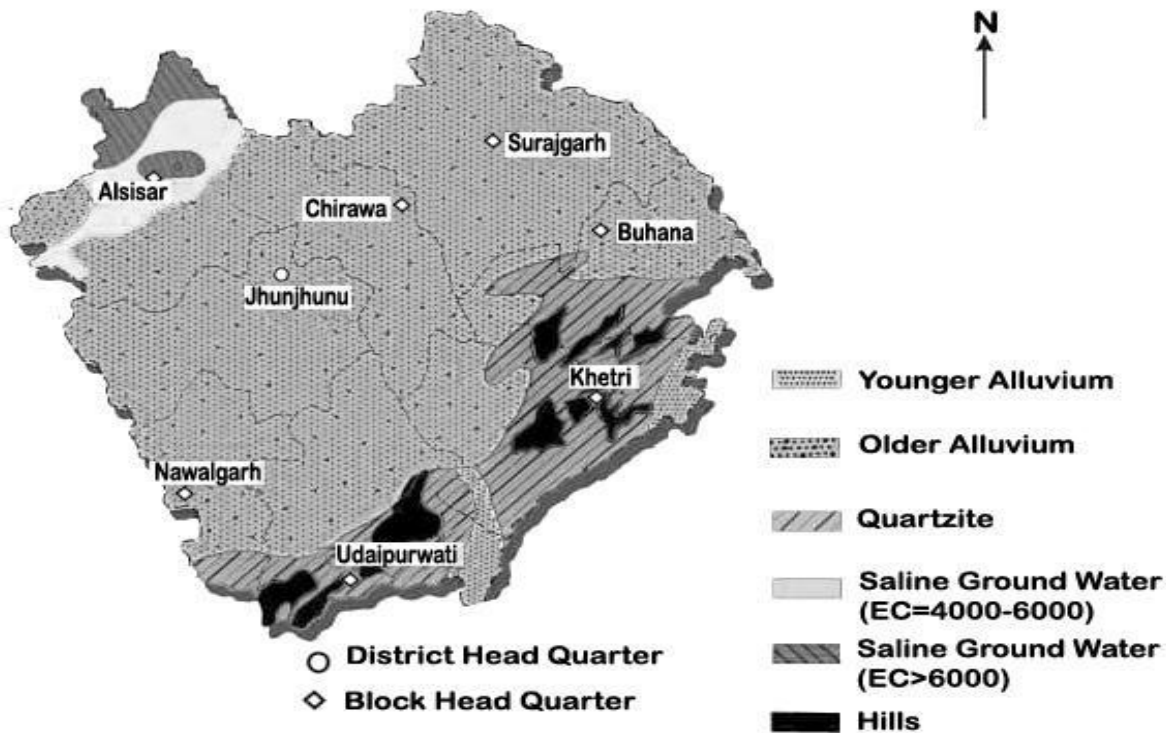 N
Surajgarh
Alsisar
Chirawa
Buhana
Jhunjhunu
Khetri
Nawalgarh
Udaipurwati
Younger Alluvium
Older Alluvium
Quartzite
Saline Ground Water
(EC=4000-6000)
Saline Ground Water
(EC>6000)
Hills
District Head Quarter
Block Head Quarter